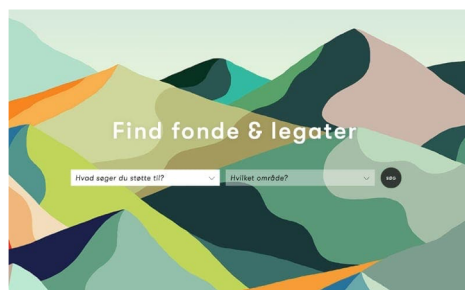 Find fonde & legater
Hvad søger du støtte til? Hvilket område? SØG